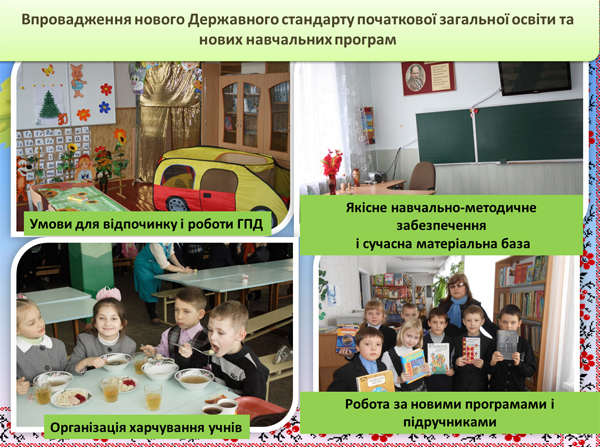 Впровадження нового Державного стандарту початкової загальної освіти та
нових навчальних програм
Умови для відпочинку і роботи ГПД
Якісне навчально-методичне
забезпечення
і сучасна матеріальна база
Організація харчування учнів
Робота за новими програмами і
підручниками